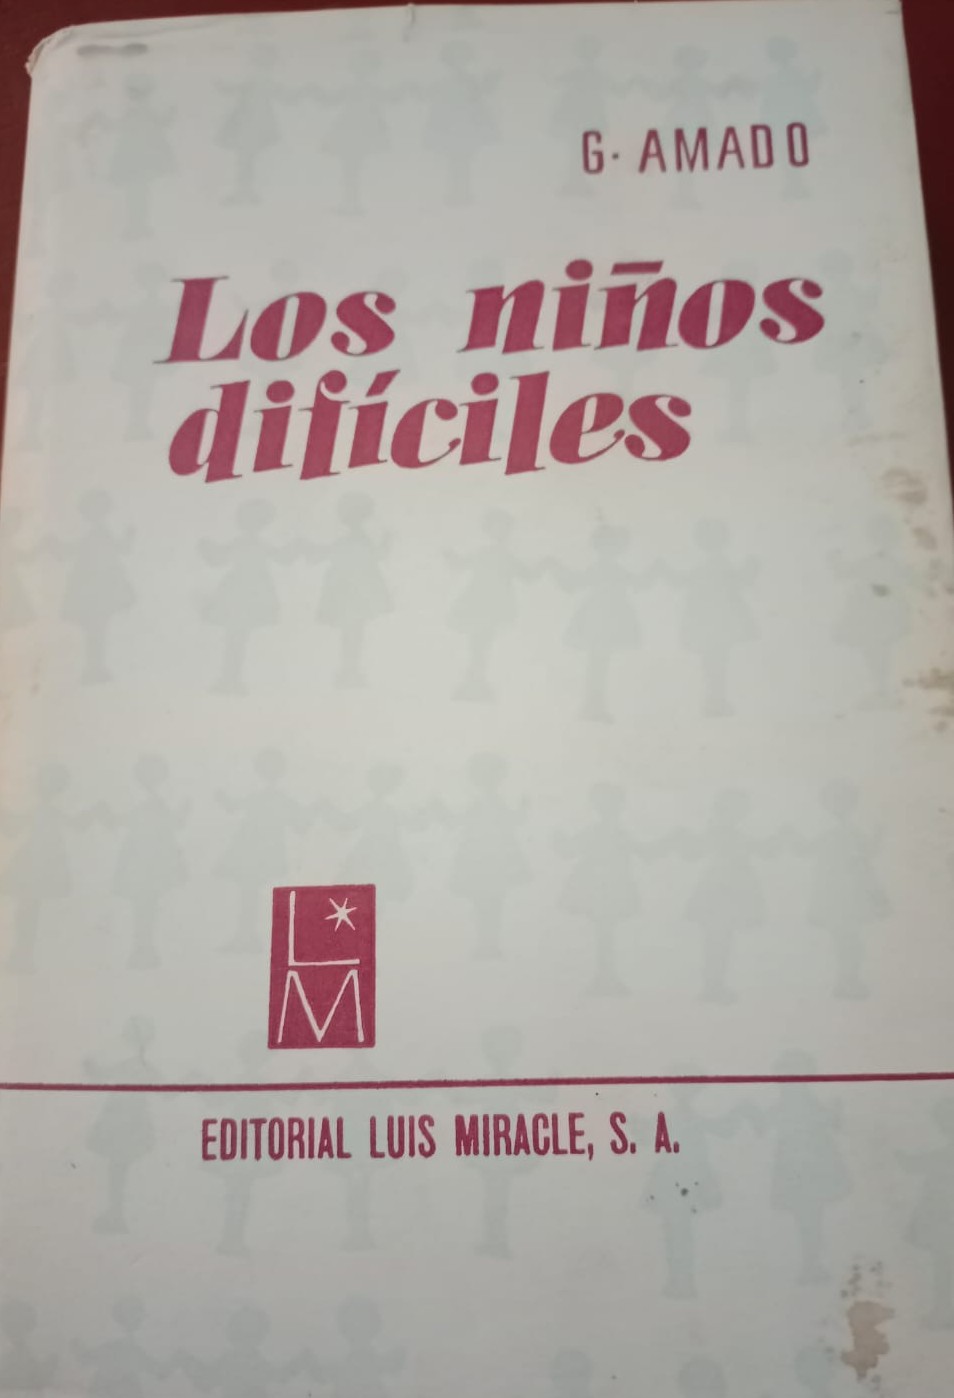 G. AMADO
Los niños
difíciles
L*
M
EDITORIAL LUIS MIRACLE, S. A.